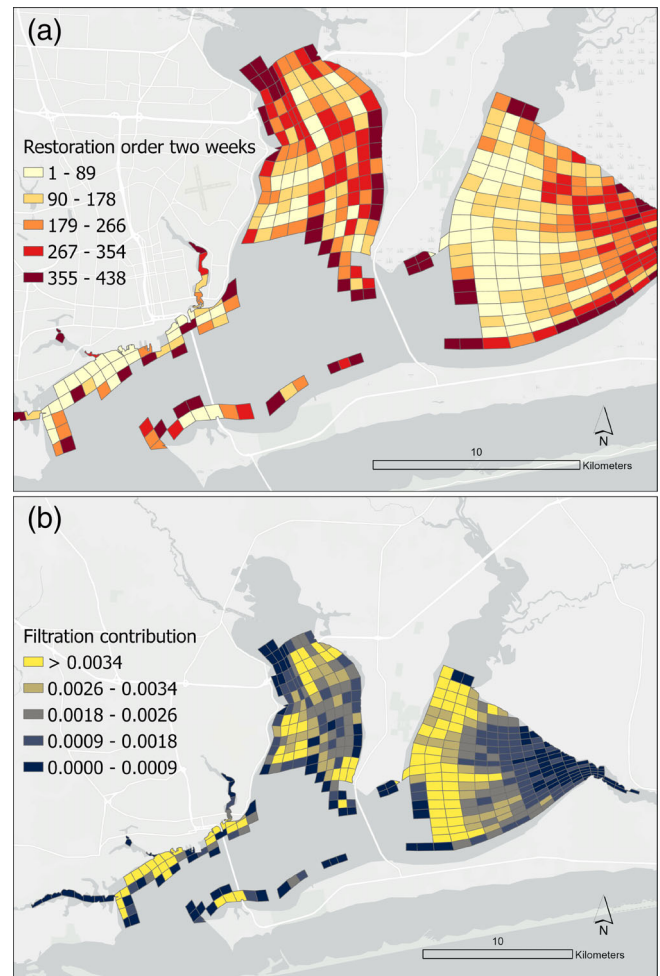 (a)
Restoration order two weeks
1 - 89
90 - 178
179 - 266
267 - 354
355 - 438
N
10
Kilometers
(b)
Filtration contribution
> 0.0034
0.0026 - 0.0034
0.0018 - 0.0026
0.0009 - 0.0018
0.0000 - 0.0009
N
10
Kilometers